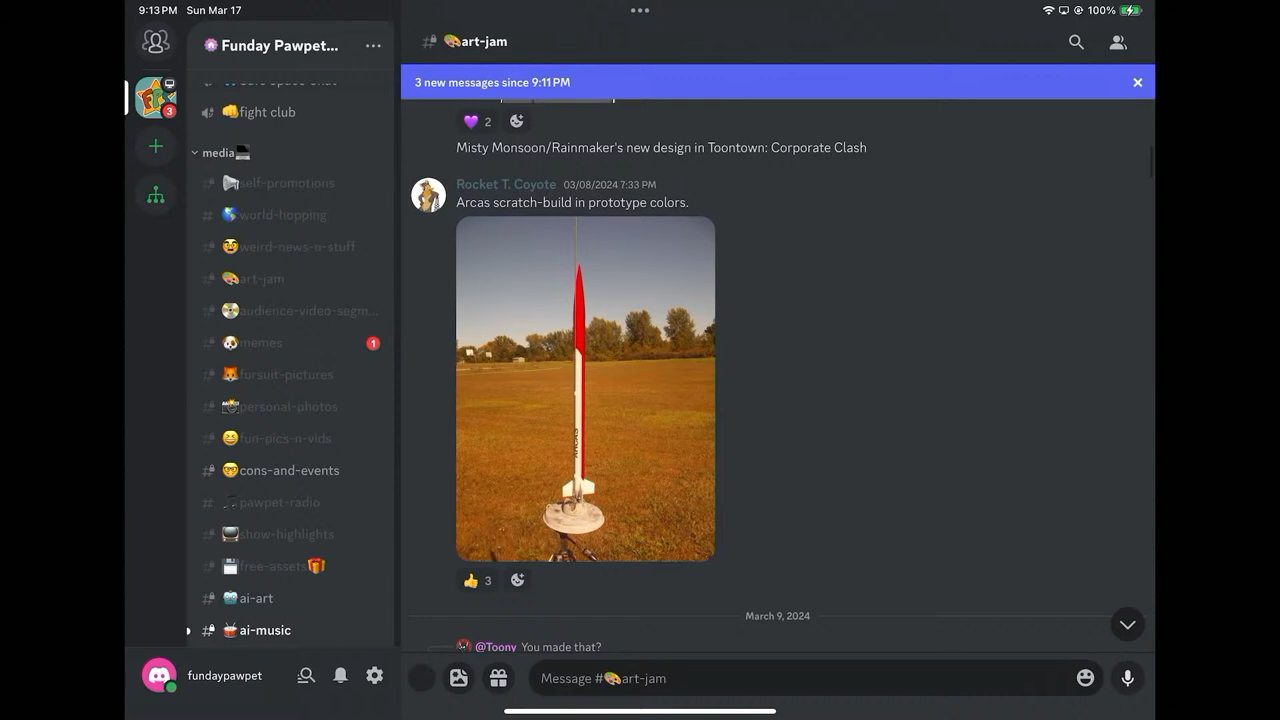 9:13 PM Sun Mar 17
100%
Funday Pawpet...
3
fight club
media
self-promotions
world-hopping
weird-news-n-stuff
art-jam
audience-video-segm...
memes
1
fursuit-pictures
personal-photos
fun-pics-n-vids
cons-and-events
pawpet-radio
show-highlights
free-assets
ai-art
ai-music
fundaypawpet
art-jam
3 new messages since 9:11 PM
2
Misty Monsoon/Rainmaker's new design in Toontown: Corporate Clash
Rocket T. Coyote 03/08/2024 7:33 PM
Arcas scratch-build in prototype colors.
ARCAS
3
March 9, 2024
@Toony You made that?
Message #art-jam